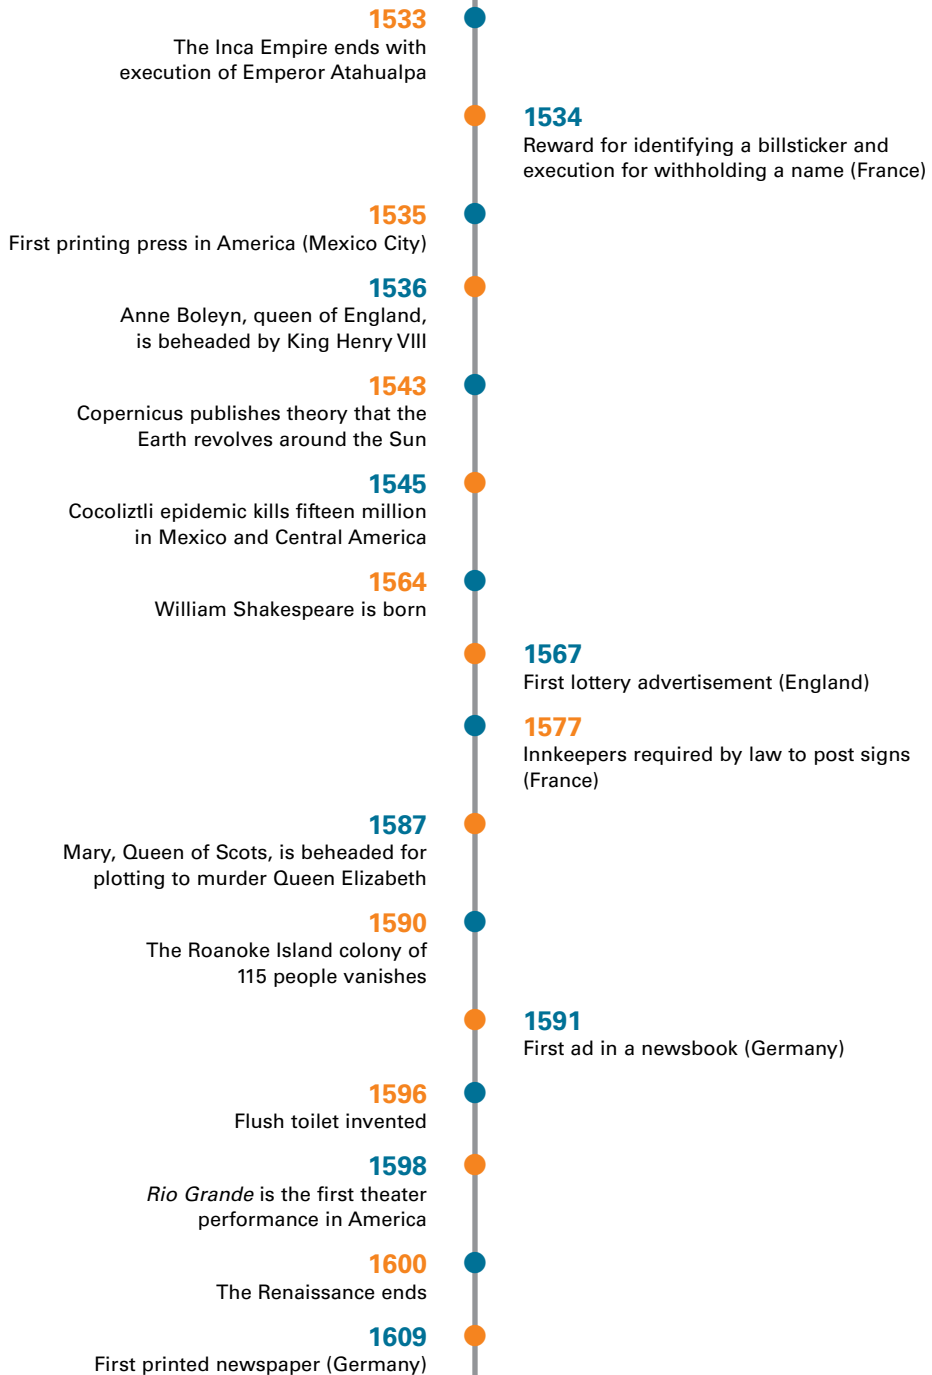 1533
The Inca Empire ends with
execution of Emperor Atahualpa
1534
Reward for identifying a billsticker and
execution for withholding a name (France)
1535
First printing press in America (Mexico City)
1536
Anne Boleyn, queen of England,
is beheaded by King Henry VIII
1543
Copernicus publishes theory that the
Earth revolves around the Sun
1545
Cocoliztli epidemic kills fifteen million
in Mexico and Central America
1564
William Shakespeare is born
1567
First lottery advertisement (England)
1577
Innkeepers required by law to post signs
(France)
1587
Mary, Queen of Scots, is beheaded for
plotting to murder Queen Elizabeth
1590
The Roanoke Island colony of
115 people vanishes
1591
First ad in a newsbook (Germany)
1596
Flush toilet invented
1598
Rio Grande is the first theater
performance in America
1600
The Renaissance ends
1609
First printed newspaper (Germany)